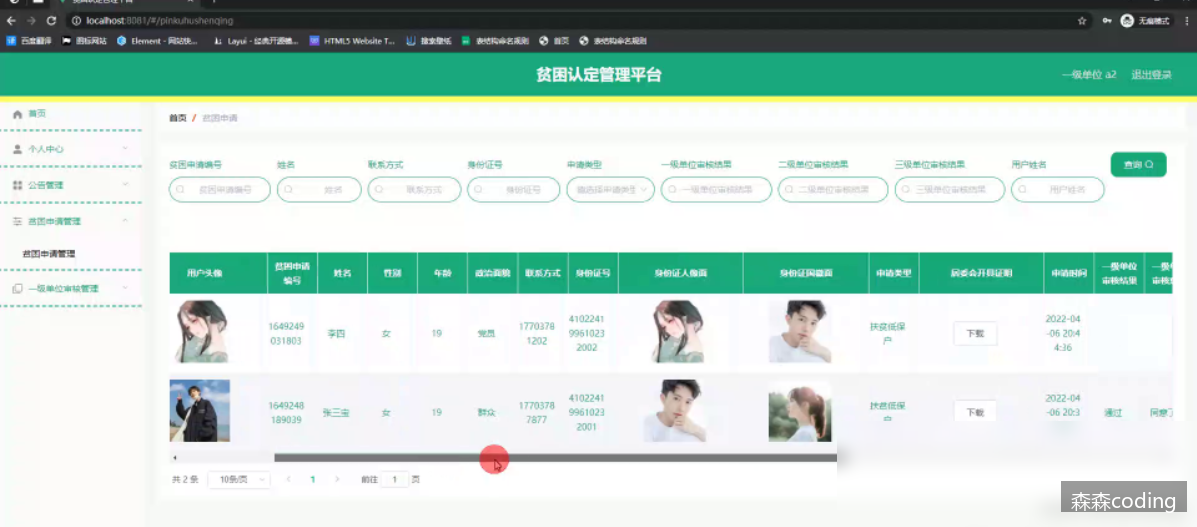 localhost:8081/#/pinkuhushenqing
无痕模式
百度翻译
图标网站
Element - 网站快...
Layui - 经典开源模...
HTML5 Website T...
搜索壁纸
表结构命名规则
首页
表结构命名规则
贫困认定管理平台
一级单位 a2
退出登录
首页
个人中心
公告管理
贫困申请管理
贫困申请管理
一级单位审核管理
首页 / 贫困申请
贫困申请编号 姓名 联系方式 身份证号 申请类型 一级单位审核结果 二级单位审核结果 三级单位审核结果 用户姓名
贫困申请编号 姓名 联系方式 身份证号 请选择申请类型 一级单位审核结果 二级单位审核结果 三级单位审核结果 用户姓名
查询
用户头像 贫困申请编号 姓名 性别 年龄 政治面貌 联系方式 身份证号 身份证人像面 身份证国徽面 申请类型 居委会开具证明 申请时间 一级单位审核结果
1649249
031803
李四
女
19
党员
1770378
1202
4102241
9961023
2002
扶贫低保
户
下载
2022-04
-06 20:4
4:36
1649248
189039
张三宝
女
19
群众
1770378
7877
4102241
9961023
2001
扶贫低保
户
下载
2022-04
-06 20:3
通过
同意了
共 2 条 10条/页 1 前往 1 页
森森coding